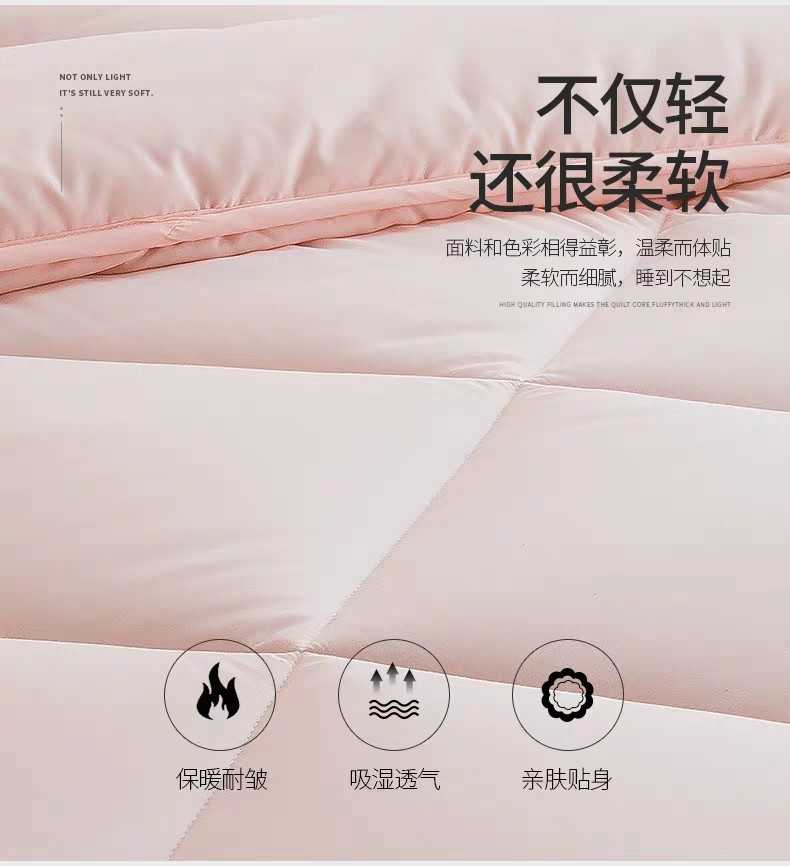 NOT ONLY LIGHT
IT'S STILL VERY SOFT.
不仅轻
还很柔软
面料和色彩相得益彰，温柔而体贴
柔软而细腻，睡到不想起
HIGH QUALITY FILLING MAKES THE QUILT CORE FLUFFYTHICK AND LIGHT
保暖耐皱
吸湿透气
亲肤贴身